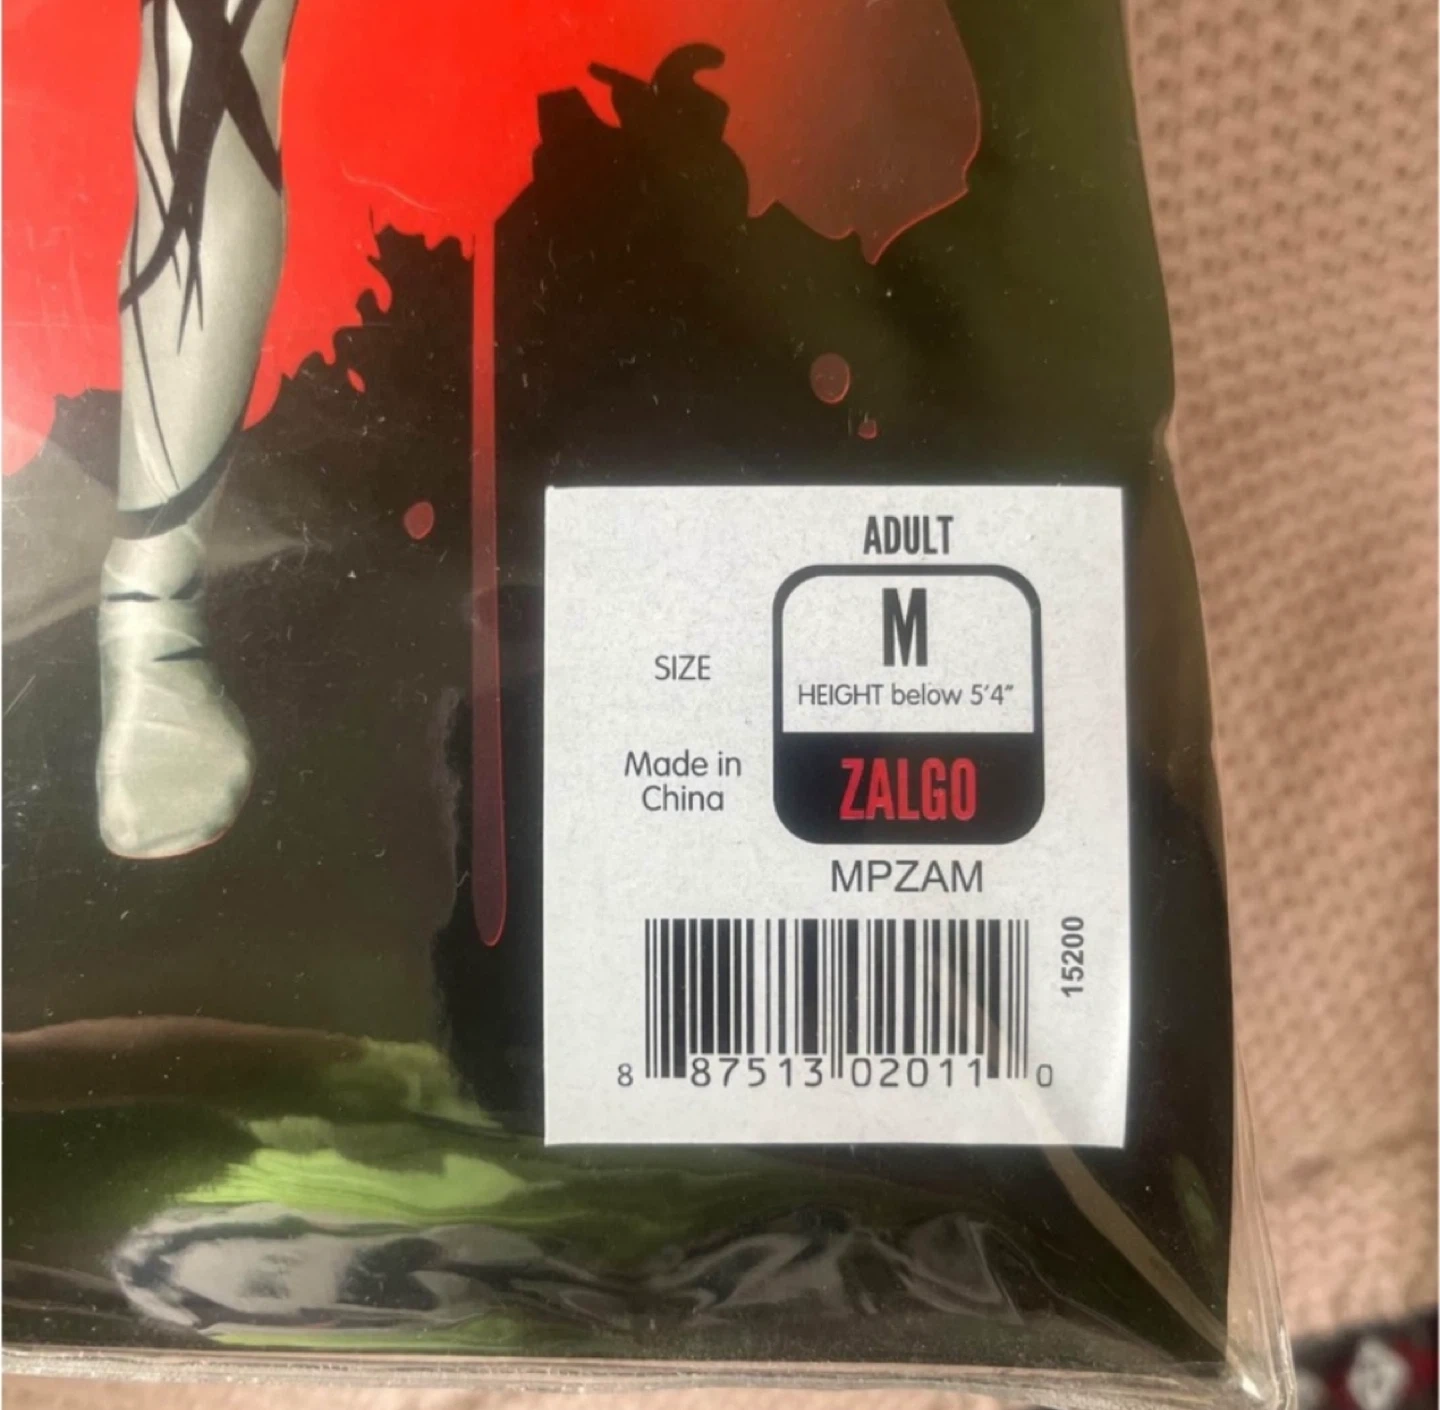 ADULT
M
SIZE
HEIGHT below 5'4"
Made in
China
ZALGO
MPZAM
15200
8 87513 02011 0